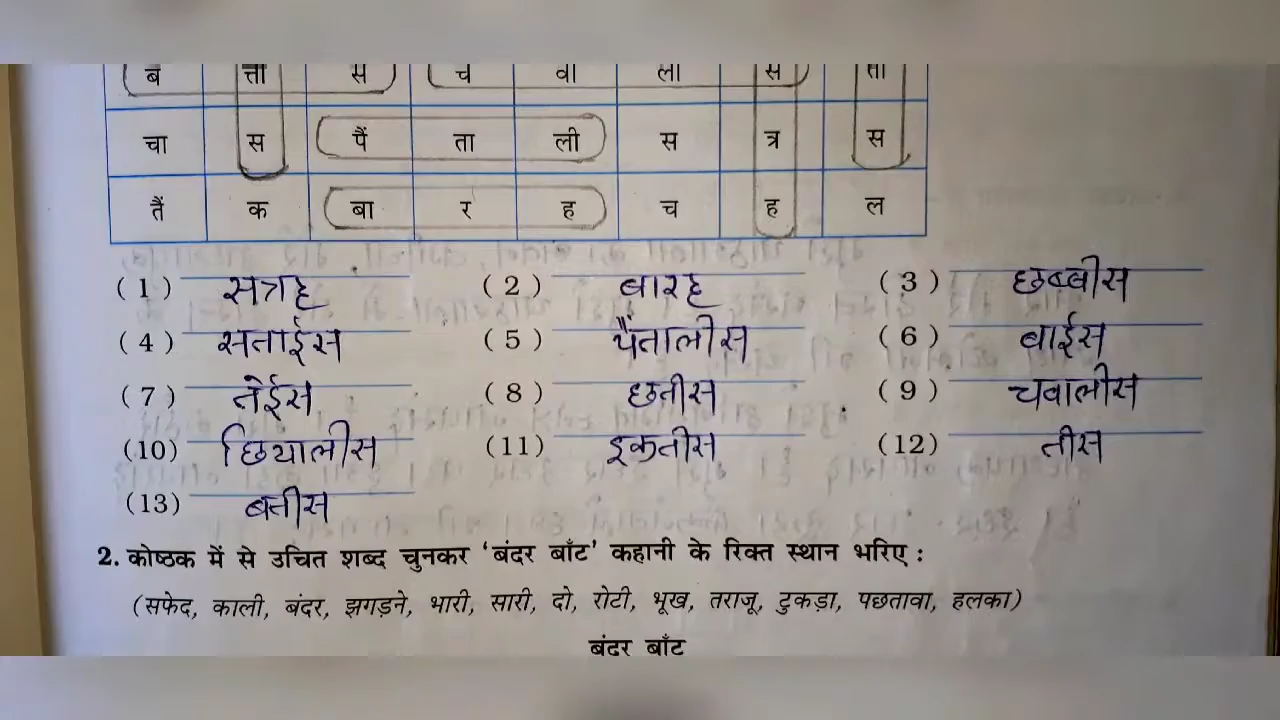 ब त्ती स च वा ली स ता
चा स पैं ता ली स त्र स
तैं क बा र ह च ह ल
(1) सत्रह (2) बारह (3) छब्बीस
(4) सताईस (5) पैंतालीस (6) बाईस
(7) तेईस (8) छतीस (9) चवालीस
(10) छियालीस (11) इकतीस (12) तीस
(13) बतीस
2. कोष्ठक में से उचित शब्द चुनकर 'बंदर बाँट' कहानी के रिक्त स्थान भरिए :
(सफेद, काली, बंदर, झगड़ने, भारी, सारी, दो, रोटी, भूख, तराजू, टुकड़ा, पछतावा, हलका)
बंदर बाँट